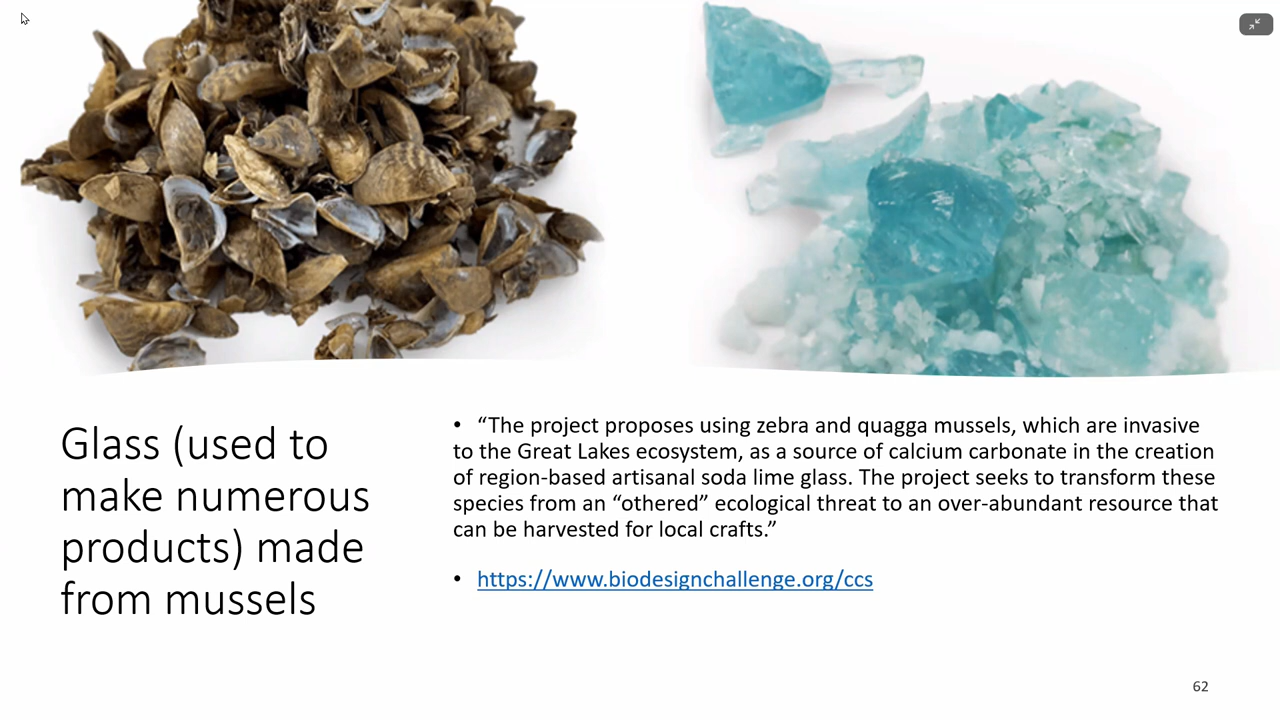 Glass (used to
make numerous
products) made
from mussels
• “The project proposes using zebra and quagga mussels, which are invasive
to the Great Lakes ecosystem, as a source of calcium carbonate in the creation
of region-based artisanal soda lime glass. The project seeks to transform these
species from an “othered” ecological threat to an over-abundant resource that
can be harvested for local crafts.”
• https://www.biodesignchallenge.org/ccs
62